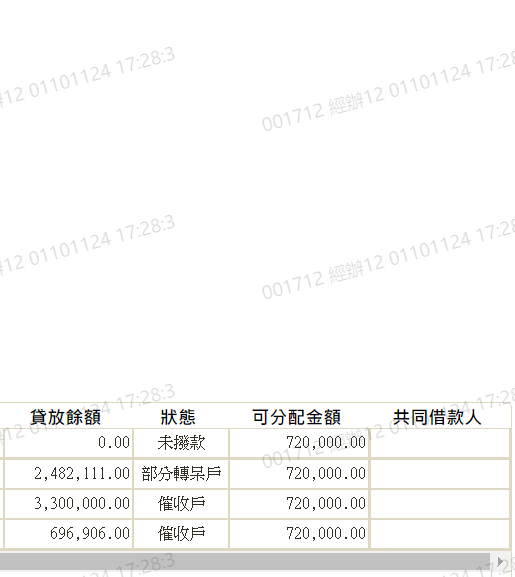 辦12 01101124 17:28:3
001712 經辦12 01101124 17:28
辦12 01101124 17:28:3
001712 經辦12 01101124 17:28
貸放餘額 狀態 可分配金額 共同借款人
0.00 未撥款 720,000.00
2,482,111.00 部分轉呆戶 720,000.00
3,300,000.00 催收戶 720,000.00
696,906.00 催收戶 720,000.00